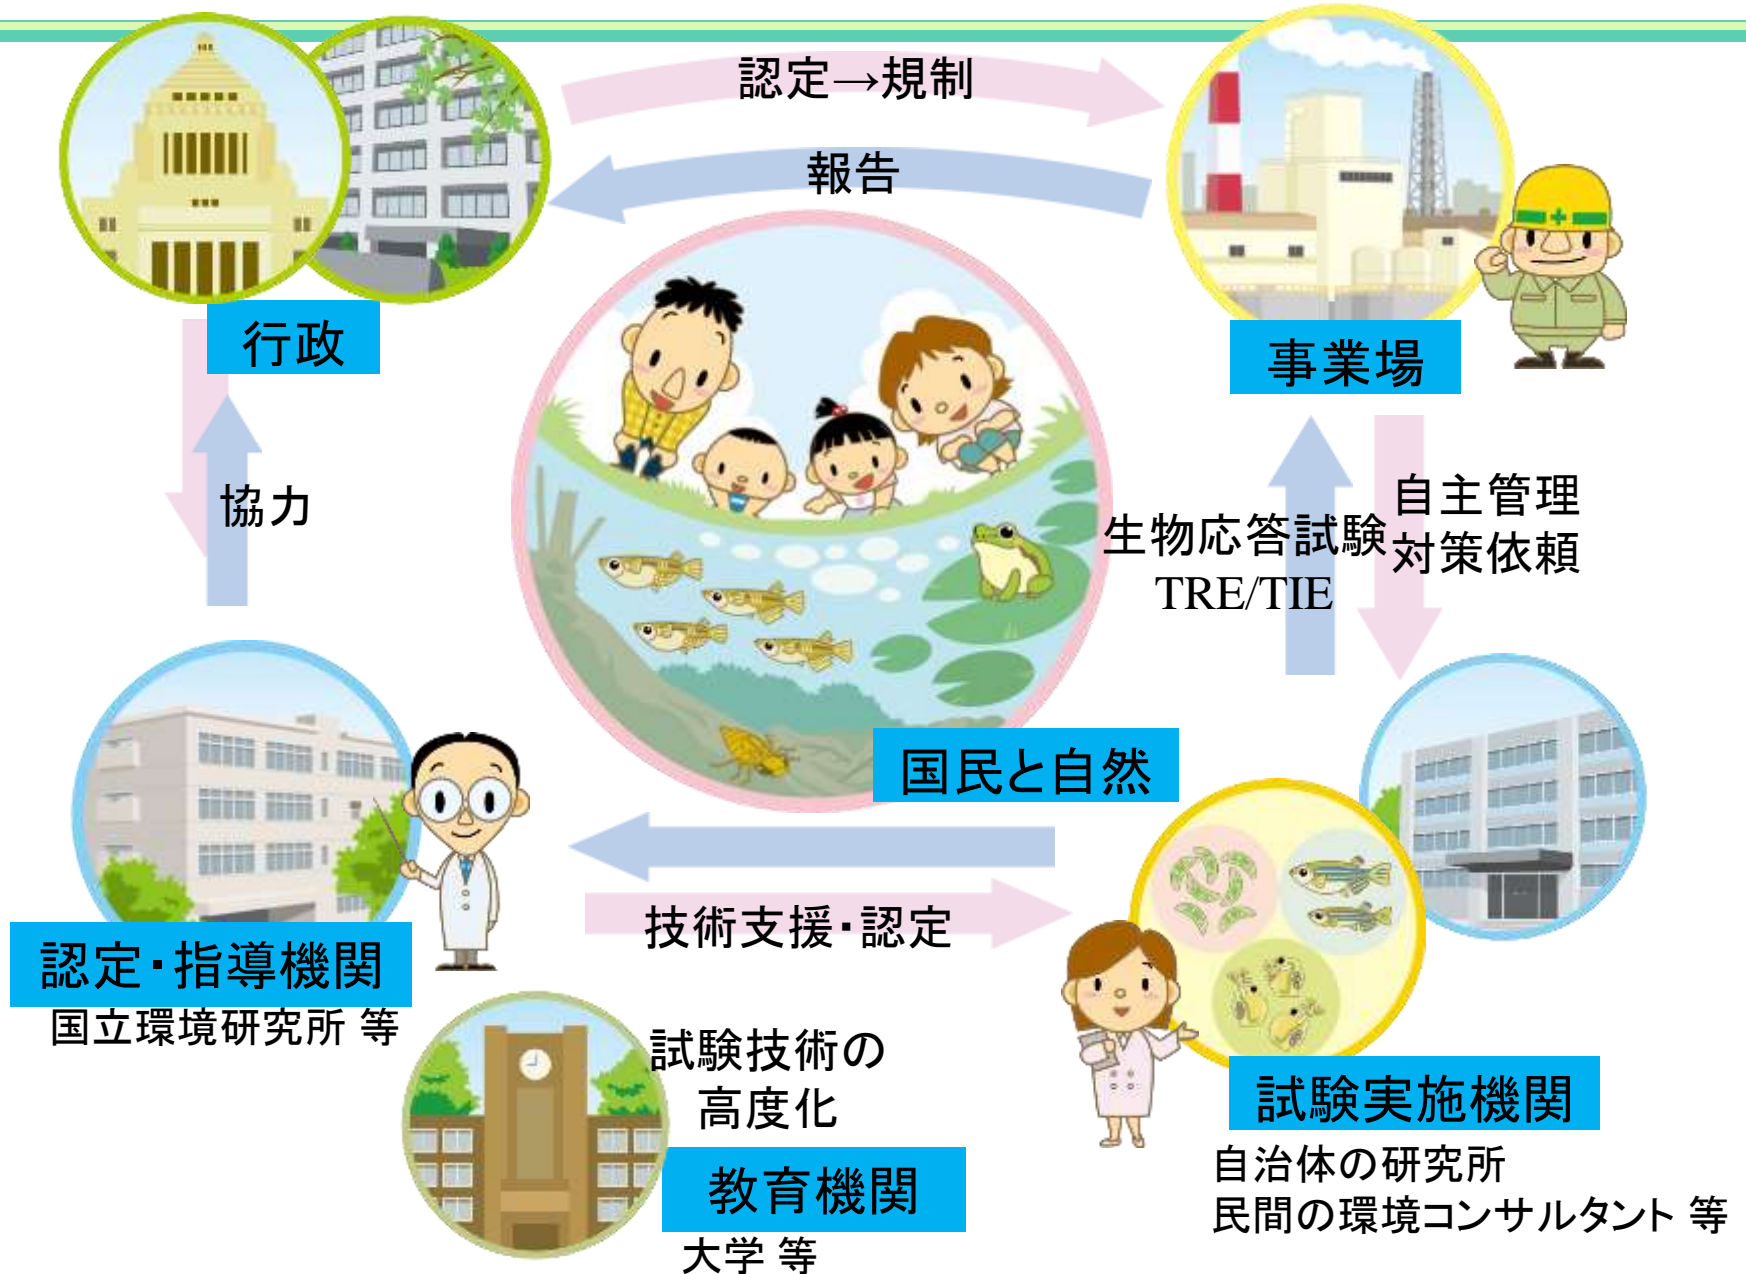 認定→規制
報告
行政
事業場
協力
自主管理
対策依頼
生物応答試験
TRE/TIE
国民と自然
技術支援・認定
認定・指導機関
国立環境研究所 等
試験技術の
高度化
教育機関
大学 等
試験実施機関
自治体の研究所
民間の環境コンサルタント 等